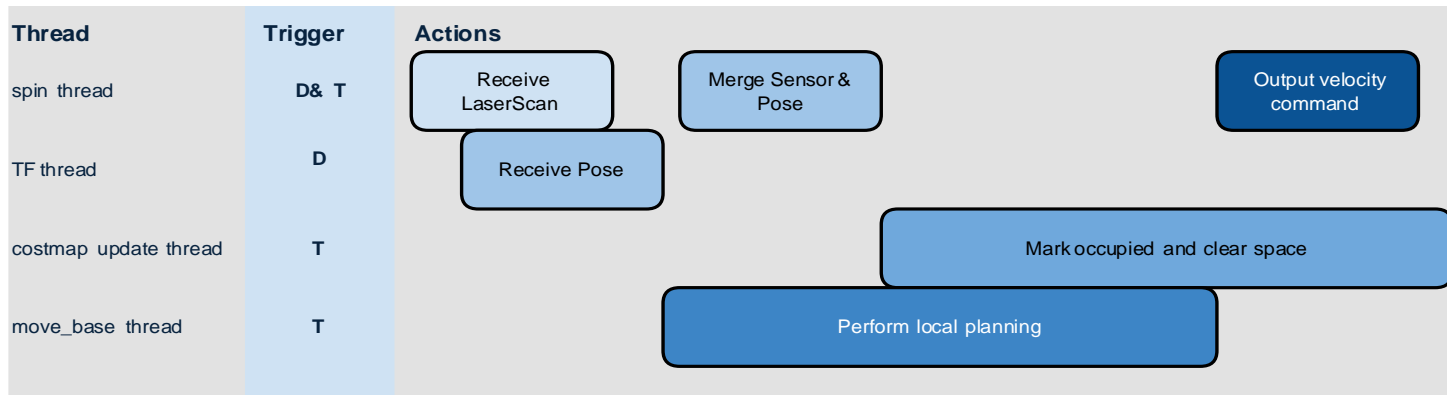 Thread Trigger Actions
spin thread D& T Receive LaserScan Merge Sensor & Pose Output velocity command
TF thread D Receive Pose
costmap update thread T Mark occupied and clear space
move_base thread T Perform local planning